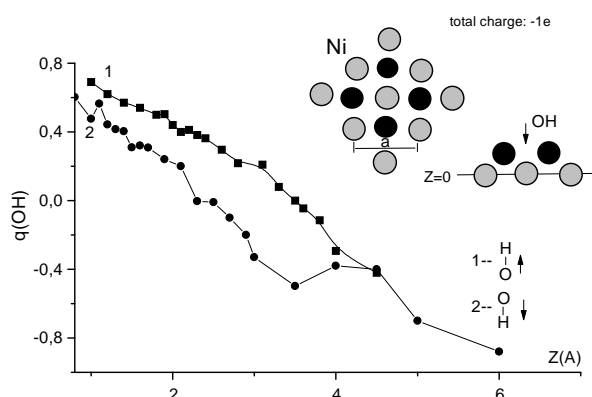 total charge: -1e
Ni
a
OH
Z=0
0,8
0,4
0,0
-0,4
-0,8
q(OH)
1
2
H
1--
O
O
2--
H
Z(A)
2
4
6